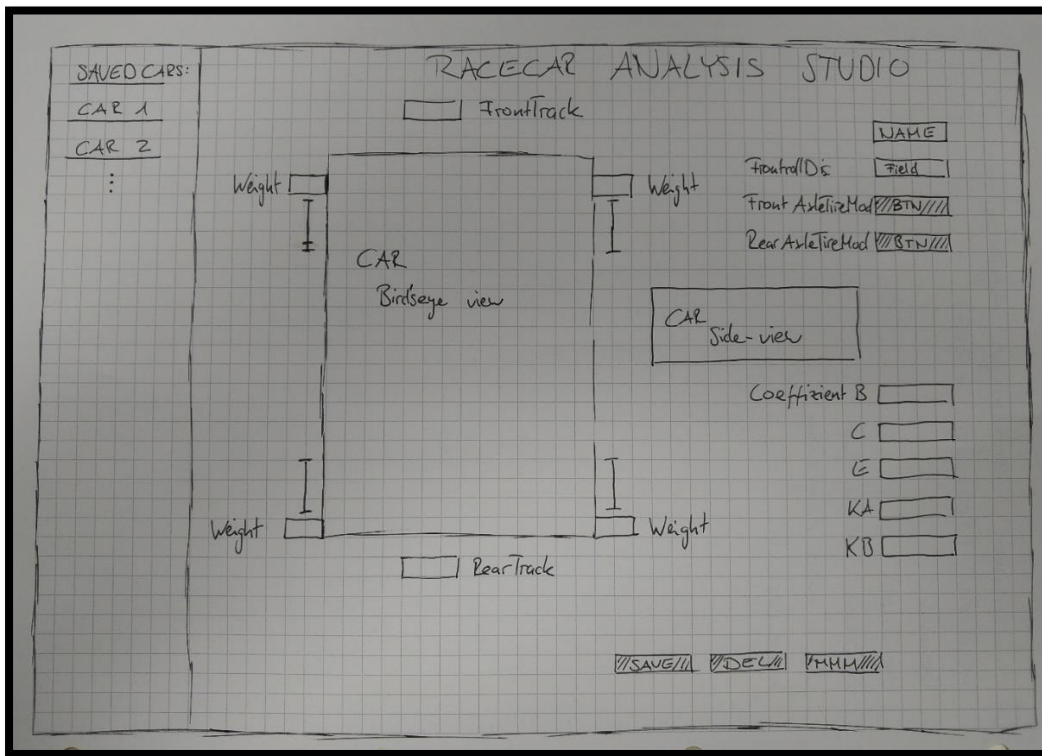 SAVED CARS:
CAR 1
CAR 2
RACECAR ANALYSIS STUDIO
FrontTrack
Weight
Weight
CAR
Birdseye view
Weight
Weight
RearTrack
NAME
FrontrollDis Field
Front AxleTireMod BTN
Rear AxleTireMod BTN
CAR
Side-view
Coeffizient B
C
E
KA
KB
SAVE DEL MMM